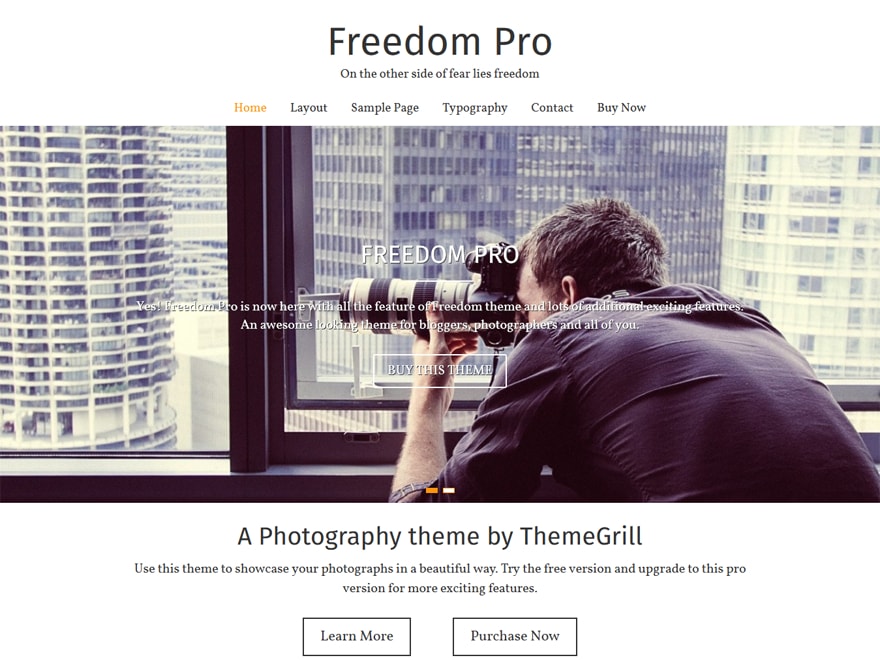 Freedom Pro
On the other side of fear lies freedom
Home Layout Sample Page Typography Contact Buy Now
FREEDOM PRO
Yes! Freedom Pro is now here with all the feature of Freedom theme and lots of additional exciting features.
An awesome looking theme for bloggers, photographers and all of you.
BUY THIS THEME
A Photography theme by ThemeGrill
Use this theme to showcase your photographs in a beautiful way. Try the free version and upgrade to this pro
version for more exciting features.
Learn More Purchase Now